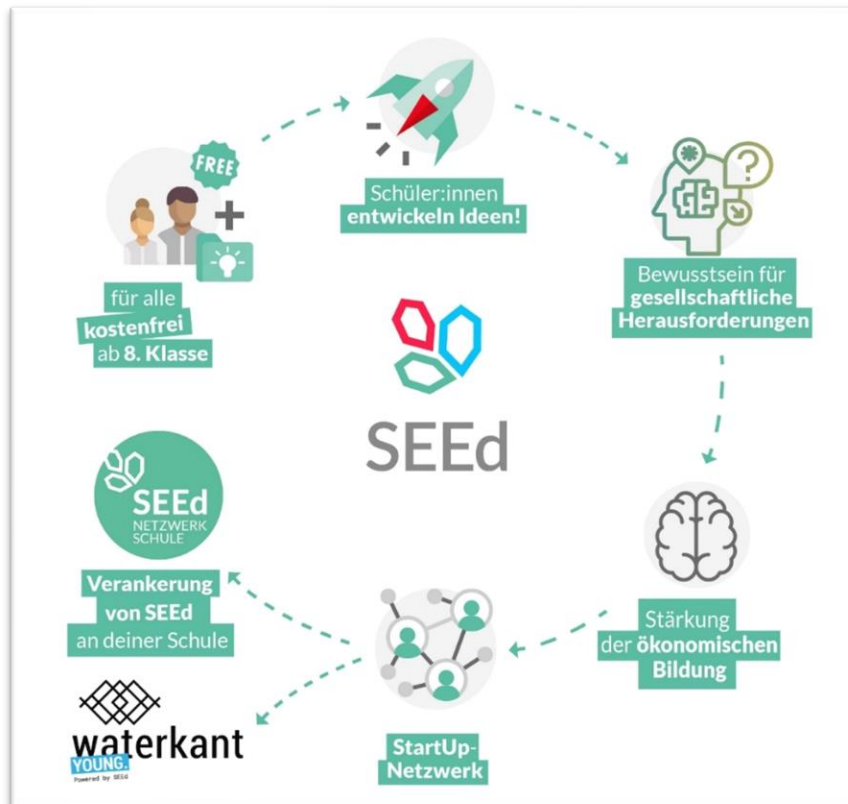 FREE
für alle
kostenfrei
ab 8. Klasse
Schüler:innen
entwickeln Ideen!
Bewusstsein für
gesellschaftliche
Herausforderungen
Stärkung
der ökonomischen
Bildung
StartUp-
Netzwerk
SEEd
NETZWERK
SCHULE
Verankerung
von SEEd
an deiner Schule
waterkant
YOUNG.
Powered by SEEd
SEEd